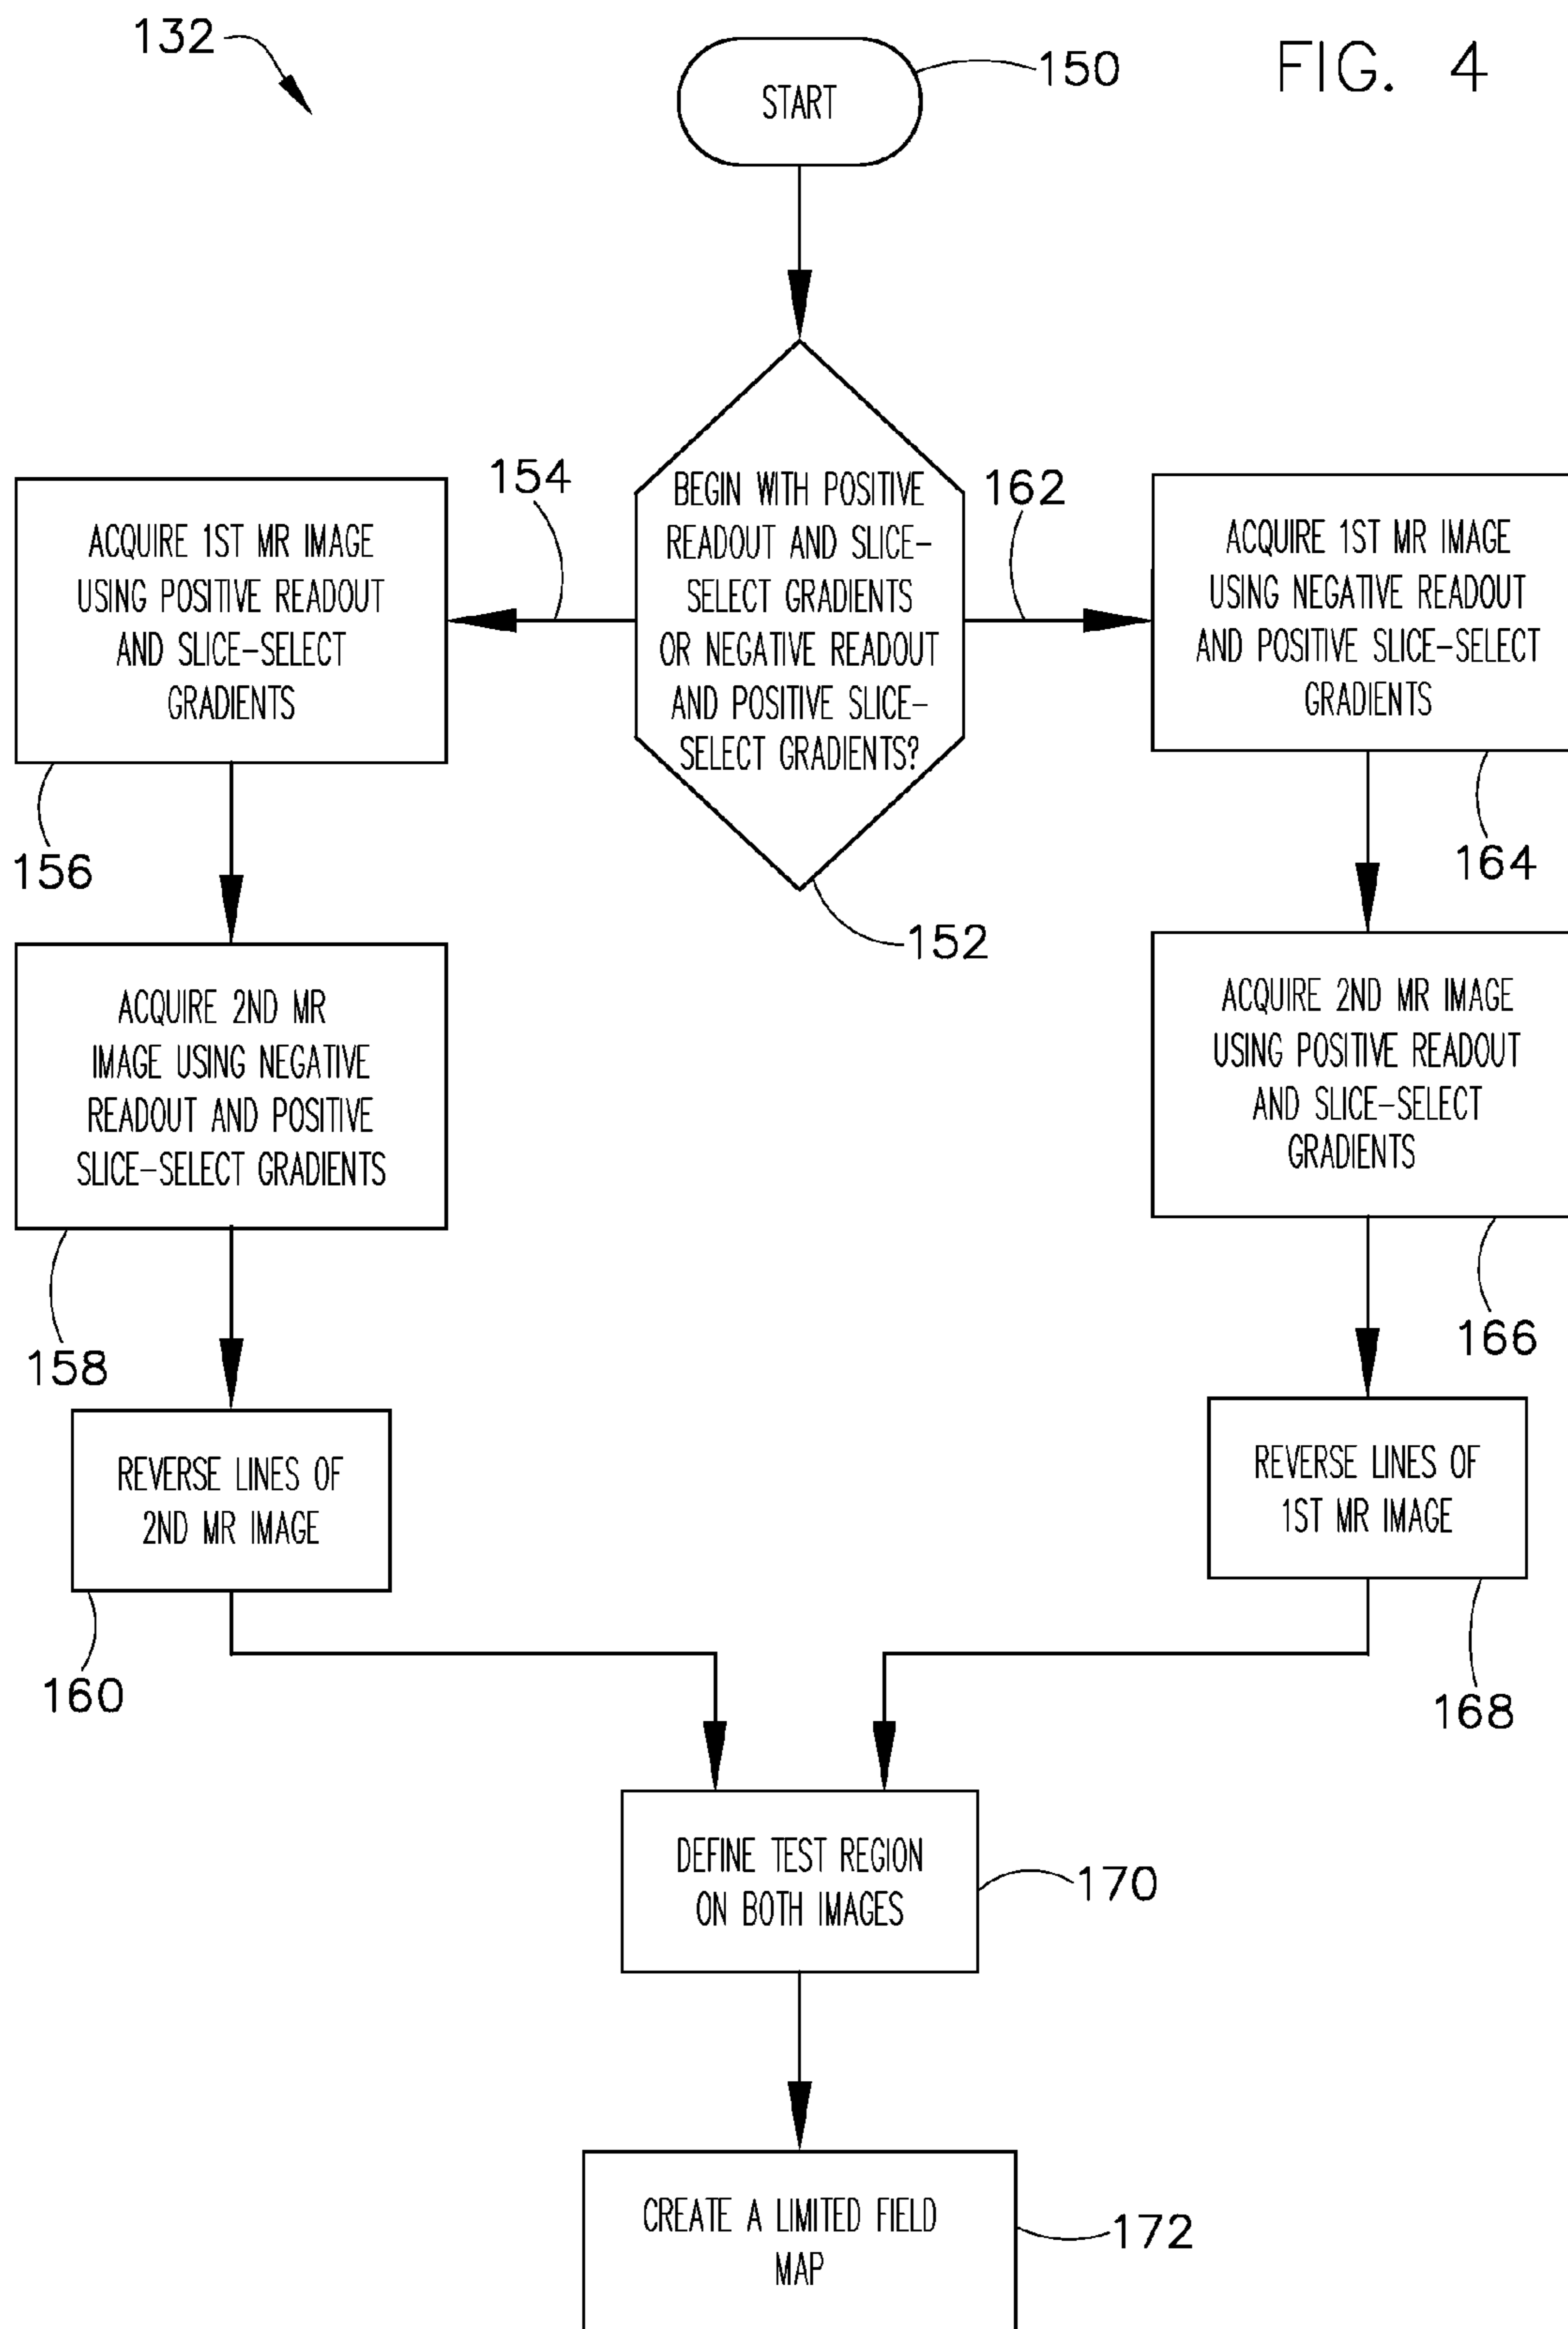 132
START
150
FIG. 4
BEGIN WITH POSITIVE
READOUT AND SLICE-
SELECT GRADIENTS
OR NEGATIVE READOUT
AND POSITIVE SLICE-
SELECT GRADIENTS?
152
154
ACQUIRE 1ST MR IMAGE
USING POSITIVE READOUT
AND SLICE-SELECT
GRADIENTS
156
ACQUIRE 2ND MR
IMAGE USING NEGATIVE
READOUT AND POSITIVE
SLICE-SELECT GRADIENTS
158
REVERSE LINES OF
2ND MR IMAGE
160
162
ACQUIRE 1ST MR IMAGE
USING NEGATIVE READOUT
AND POSITIVE SLICE-SELECT
GRADIENTS
164
ACQUIRE 2ND MR IMAGE
USING POSITIVE READOUT
AND SLICE-SELECT
GRADIENTS
166
REVERSE LINES OF
1ST MR IMAGE
168
DEFINE TEST REGION
ON BOTH IMAGES
170
CREATE A LIMITED FIELD
MAP
172